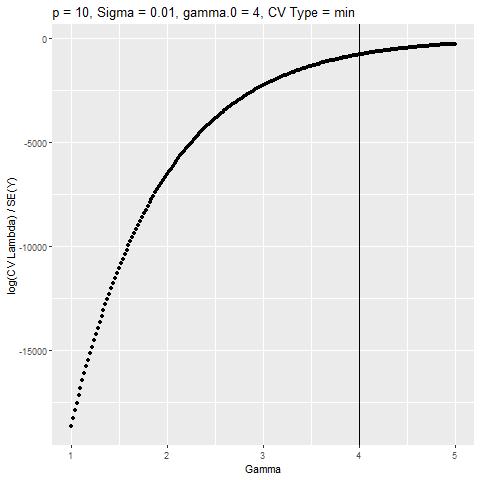 p = 10, Sigma = 0.01, gamma.0 = 4, CV Type = min
log(CV Lambda) / SE(Y)
0
-5000
-10000
-15000
1 2 3 4 5
Gamma